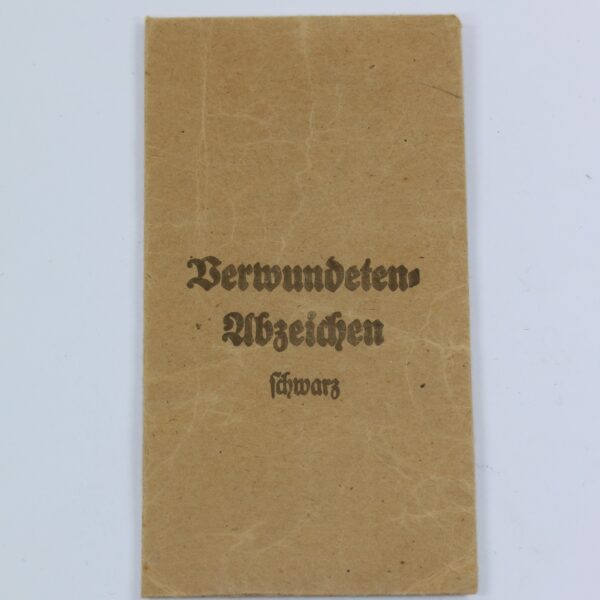 Verwundeten-
Abzeichen
schwarz